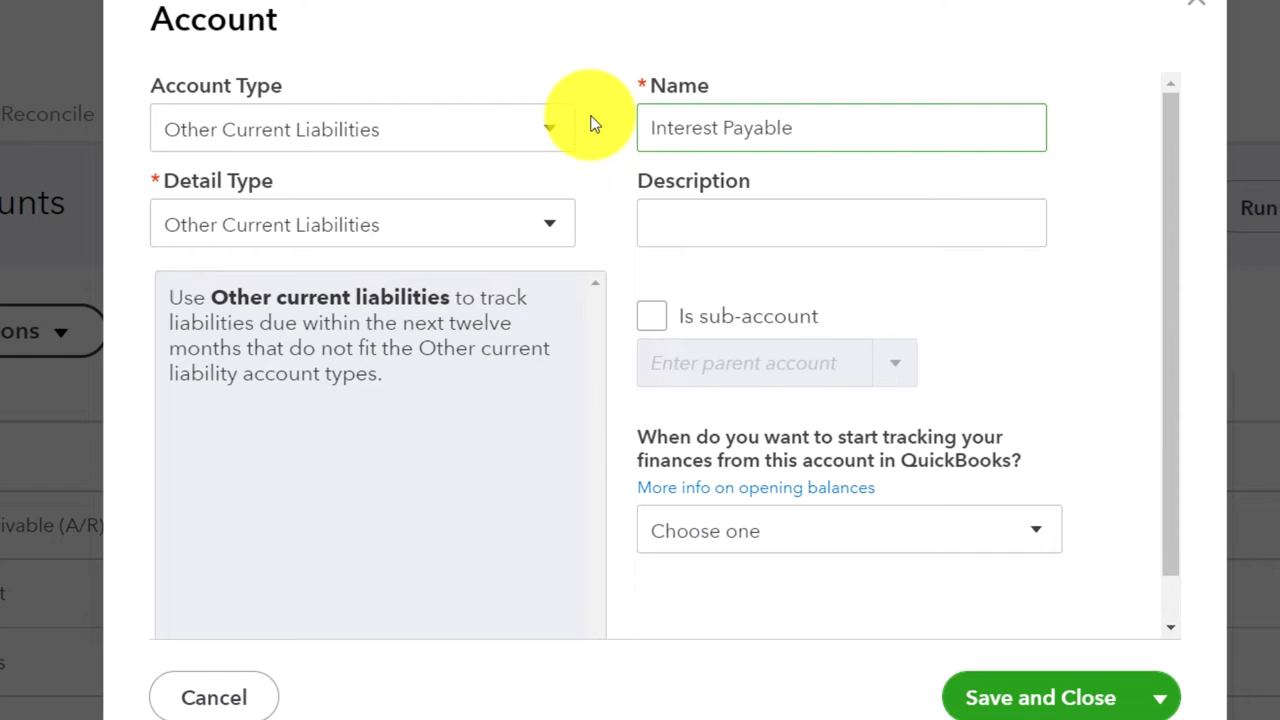 Account
Account Type
Other Current Liabilities
* Name
Interest Payable
* Detail Type
Other Current Liabilities
Description
Use Other current liabilities to track
liabilities due within the next twelve
months that do not fit the Other current
liability account types.
Is sub-account
Enter parent account
When do you want to start tracking your
finances from this account in QuickBooks?
More info on opening balances
Choose one
Cancel
Save and Close
Reconcile
unts
ons
Run
ivable (A/R)
t
s